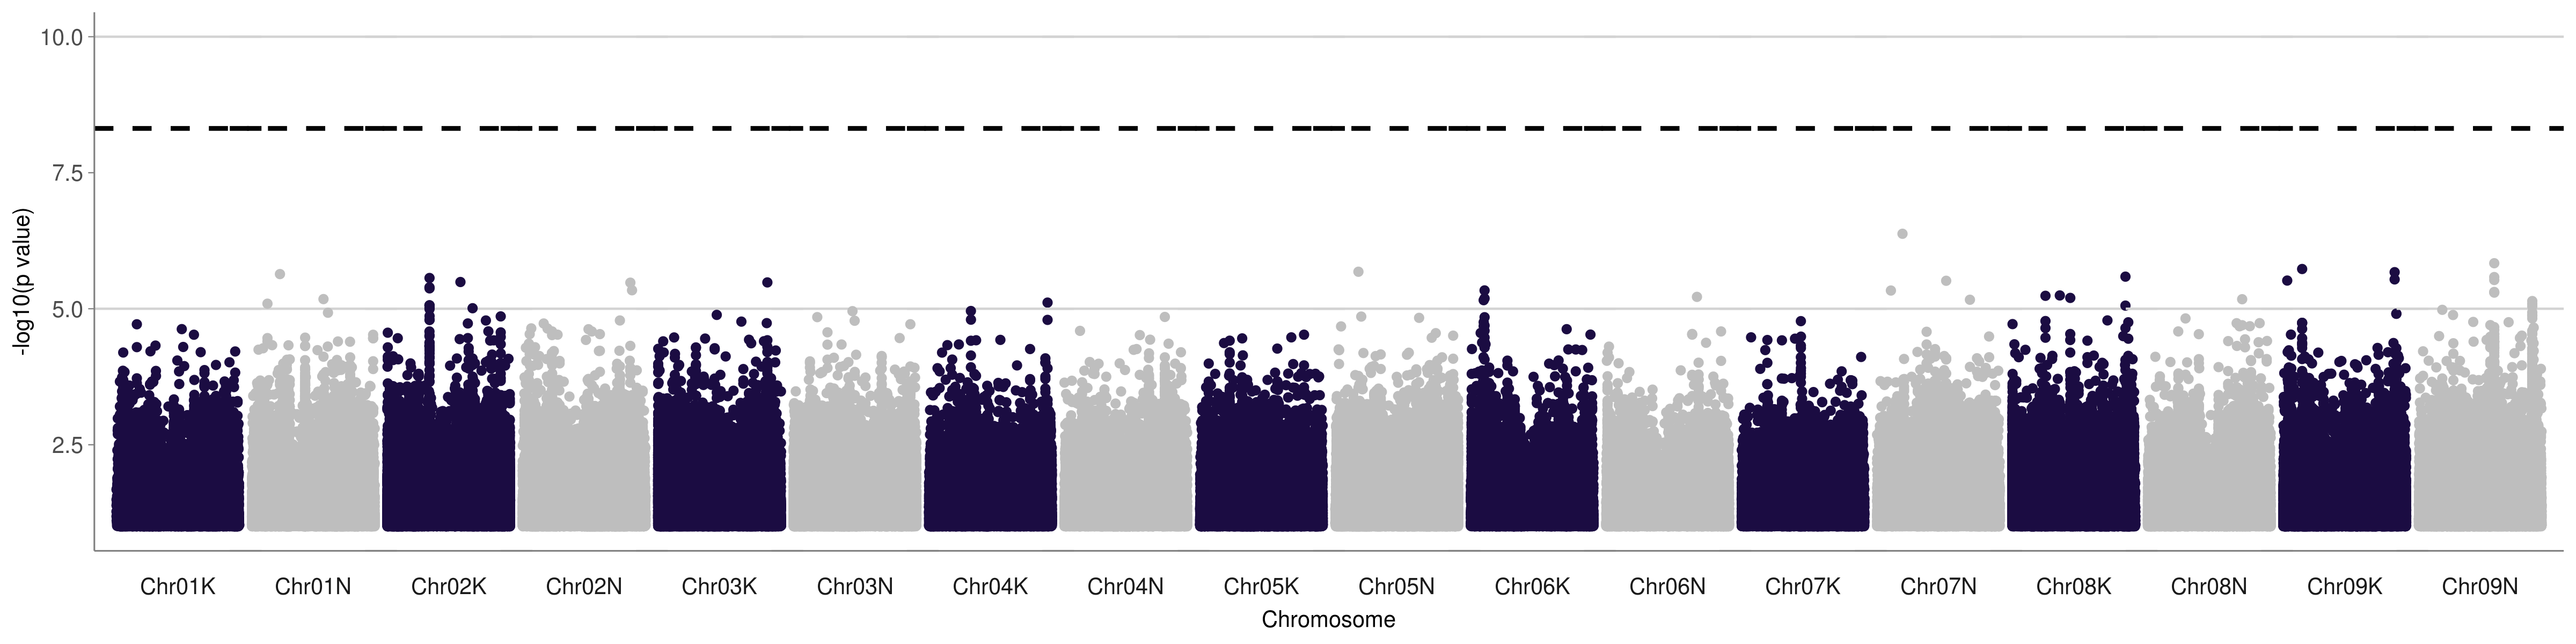 10.0
7.5
5.0
2.5
-log10(p value)
Chr01K Chr01N Chr02K Chr02N Chr03K Chr03N Chr04K Chr04N Chr05K Chr05N Chr06K Chr06N Chr07K Chr07N Chr08K Chr08N Chr09K Chr09N
Chromosome